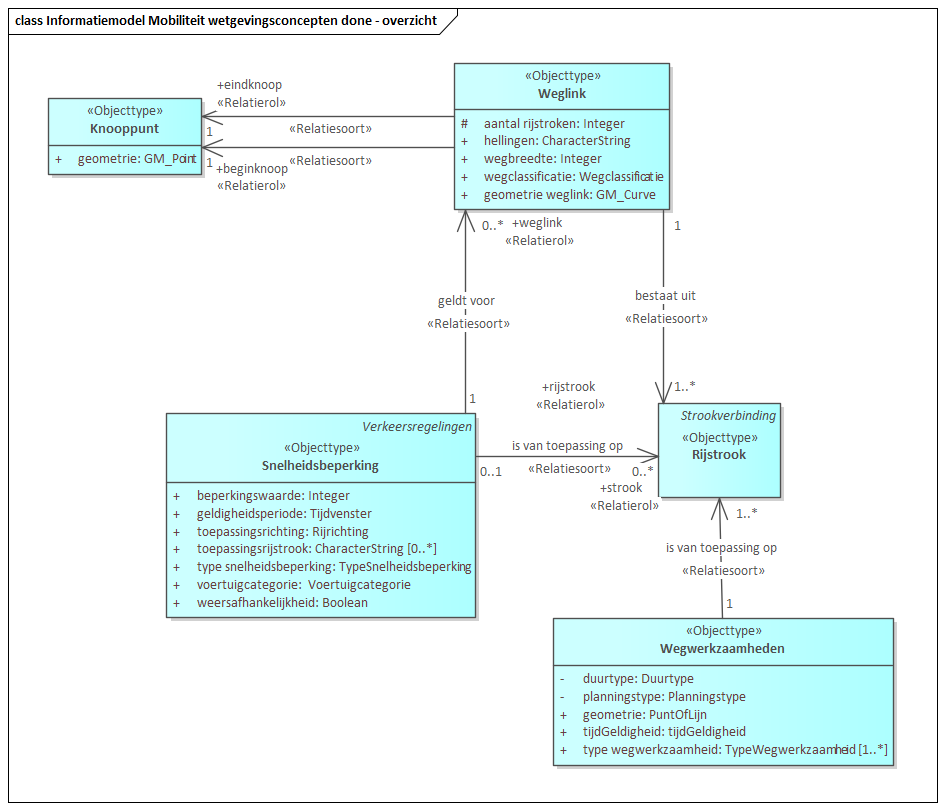 class Informatiemodel Mobiliteit wetgevingsconcepten done - overzicht
«Objecttype»
Knooppunt
+ geometrie: GM_Point
+eindknoop
«Relatierol»
1
«Relatiesoort»
1
«Relatiesoort»
+beginknoop
«Relatierol»
«Objecttype»
Weglink
# aantal rijstroken: Integer
+ hellingen: CharacterString
+ wegbreedte: Integer
+ wegclassificatie: Wegclassificatie
+ geometrie weglink: GM_Curve
0..* +weglink
«Relatierol»
1
geldt voor
«Relatiesoort»
1
bestaat uit
«Relatiesoort»
1..*
+rijstrook
«Relatierol»
Verkeersregelingen
«Objecttype»
Snelheidsbeperking
+ beperkingswaarde: Integer
+ geldigheidsperiode: Tijdvenster
+ toepassingsrichting: Rijrichting
+ toepassingsrijstrook: CharacterString [0..*]
+ type snelheidsbeperking: TypeSnelheidsbeperking
+ voertuigcategorie: Voertuigcategorie
+ weersafhankelijkheid: Boolean
is van toepassing op
0..1 «Relatiesoort» 0..*
+strook
«Relatierol»
Strookverbinding
«Objecttype»
Rijstrook
1..*
is van toepassing op
«Relatiesoort»
1
«Objecttype»
Wegwerkzaamheden
- duurtype: Duurtype
- planningstype: Planningstype
+ geometrie: PuntOfLijn
+ tijdGeldigheid: tijdGeldigheid
+ type wegwerkzaamheid: TypeWegwerkzaamheid [1..*]